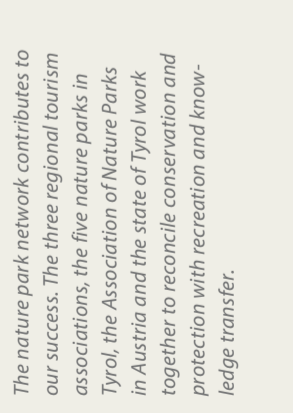 The nature park network contributes to
our success. The three regional tourism
associations, the five nature parks in
Tyrol, the Association of Nature Parks
in Austria and the state of Tyrol work
together to reconcile conservation and
protection with recreation and know-
ledge transfer.